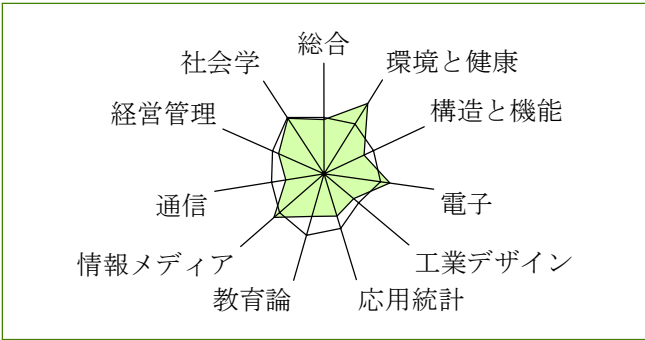 総合
環境と健康
構造と機能
電子
工業デザイン
応用統計
教育論
情報メディア
通信
経営管理
社会学